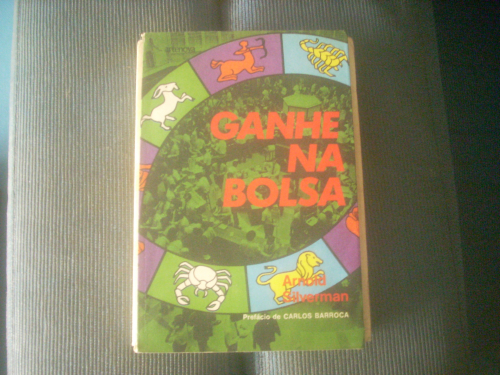 GANHE
NA
BOLSA
Arnold
Silverman
Prefácio de CARLOS BARROCA